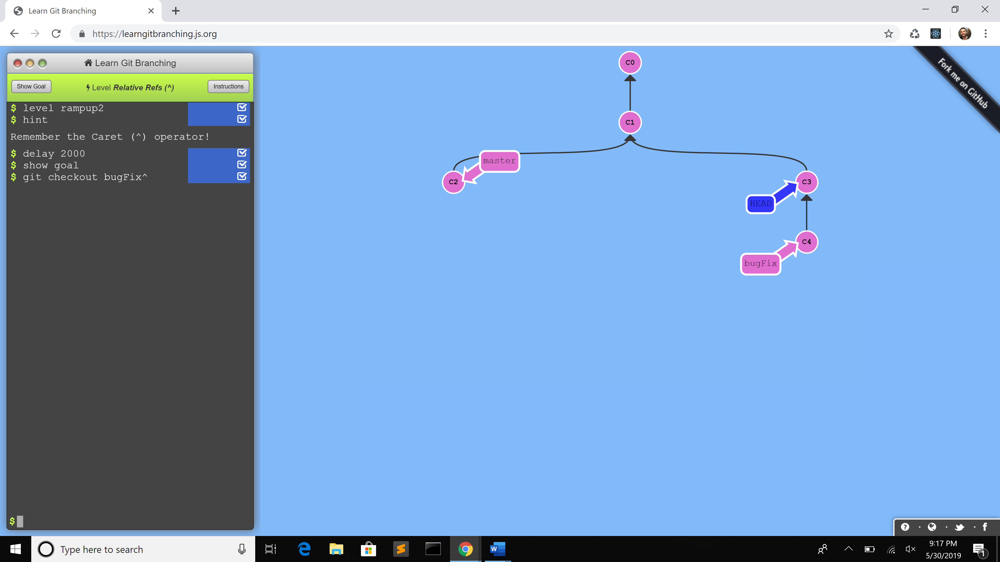 Learn Git Branching
https://learngitbranching.js.org
Learn Git Branching
Show Goal
Level Relative Refs (^)
Instructions
$ level rampup2
$ hint
Remember the Caret (^) operator!
$ delay 2000
$ show goal
$ git checkout bugFix^
$
C0
C1
master
C2
C3
HEAD
C4
bugFix
Fork me on GitHub
Type here to search
W
9:17 PM
5/30/2019
1